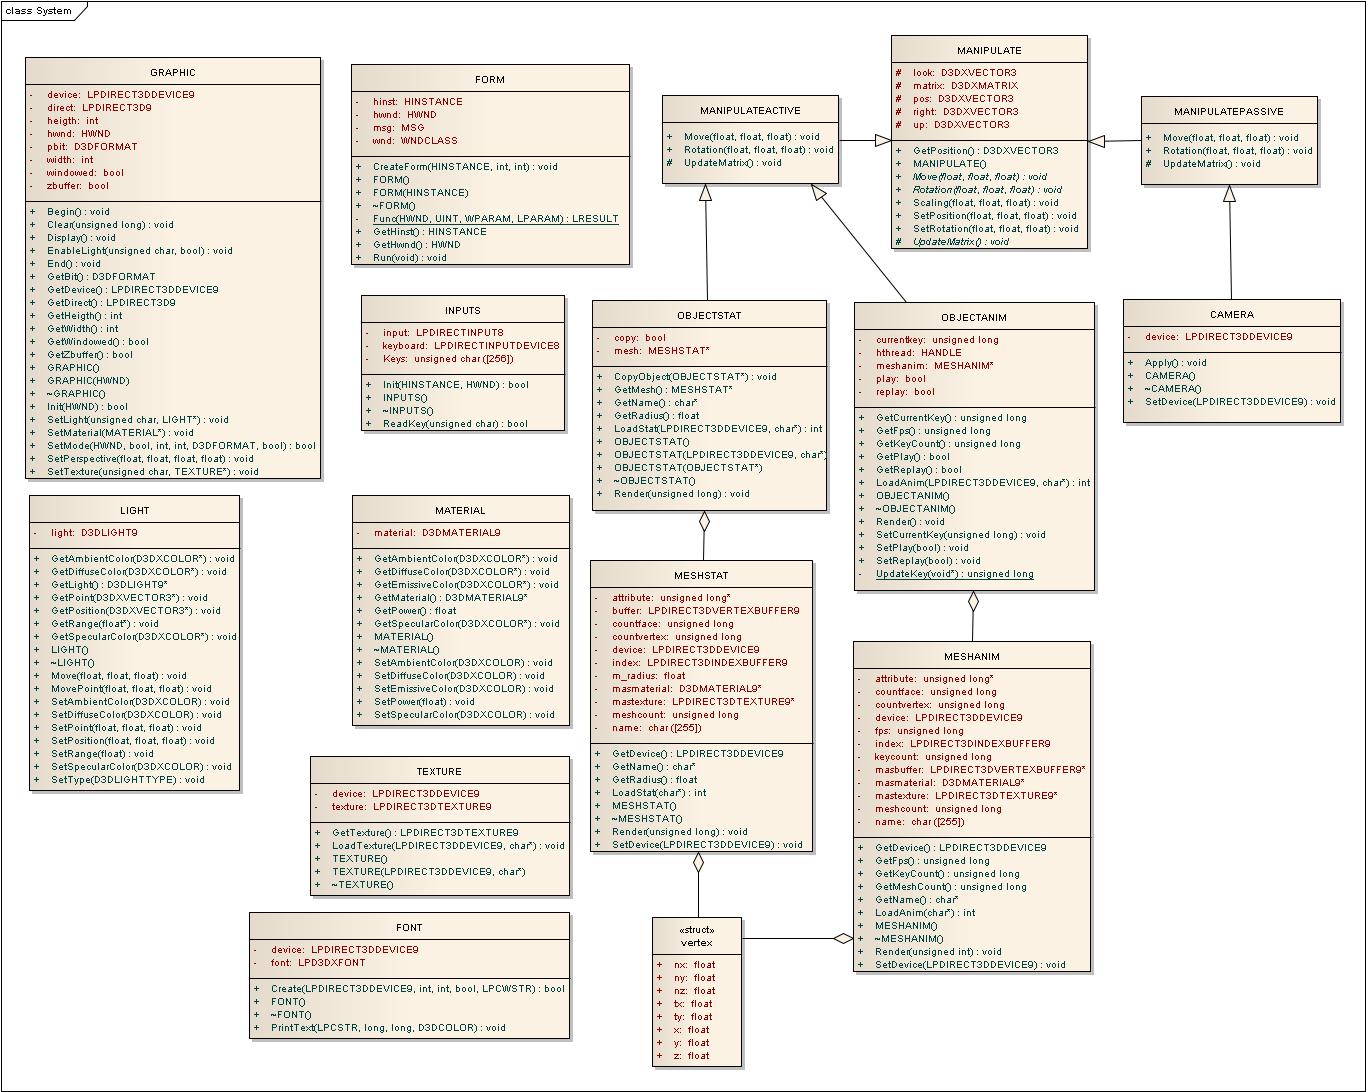 class System
GRAPHIC
- device: LPDIRECT3DDEVICE9
- direct: LPDIRECT3D9
- heigth: int
- hwnd: HWND
- pbit: D3DFORMAT
- width: int
- windowed: bool
- zbuffer: bool
+ Begin() : void
+ Clear(unsigned long) : void
+ Display() : void
+ EnableLight(unsigned char, bool) : void
+ End() : void
+ GetBit() : D3DFORMAT
+ GetDevice() : LPDIRECT3DDEVICE9
+ GetDirect() : LPDIRECT3D9
+ GetHeigth() : int
+ GetWidth() : int
+ GetWindowed() : bool
+ GetZbuffer() : bool
+ GRAPHIC()
+ GRAPHIC(HWND)
+ ~GRAPHIC()
+ Init(HWND) : bool
+ SetLight(unsigned char, LIGHT*) : void
+ SetMaterial(MATERIAL*) : void
+ SetMode(HWND, bool, int, int, D3DFORMAT, bool) : bool
+ SetPerspective(float, float, float, float) : void
+ SetTexture(unsigned char, TEXTURE*) : void
FORM
- hinst: HINSTANCE
- hwnd: HWND
- msg: MSG
- wnd: WNDCLASS
+ CreateForm(HINSTANCE, int, int) : void
+ FORM()
+ FORM(HINSTANCE)
+ ~FORM()
- Func(HWND, UINT, WPARAM, LPARAM) : LRESULT
+ GetHinst() : HINSTANCE
+ GetHwnd() : HWND
+ Run(void) : void
MANIPULATEACTIVE
+ Move(float, float, float) : void
+ Rotation(float, float, float) : void
# UpdateMatrix() : void
MANIPULATE
# look: D3DXVECTOR3
# matrix: D3DXMATRIX
# pos: D3DXVECTOR3
# right: D3DXVECTOR3
# up: D3DXVECTOR3
+ GetPosition() : D3DXVECTOR3
+ MANIPULATE()
+ Move(float, float, float) : void
+ Rotation(float, float, float) : void
+ Scaling(float, float, float) : void
+ SetPosition(float, float, float) : void
+ SetRotation(float, float, float) : void
# UpdateMatrix() : void
MANIPULATEPASSIVE
+ Move(float, float, float) : void
+ Rotation(float, float, float) : void
# UpdateMatrix() : void
INPUTS
- input: LPDIRECTINPUT8
- keyboard: LPDIRECTINPUTDEVICE8
- Keys: unsigned char ([256])
+ Init(HINSTANCE, HWND) : bool
+ INPUTS()
+ ~INPUTS()
+ ReadKey(unsigned char) : bool
OBJECTSTAT
- copy: bool
- mesh: MESHSTAT*
+ CopyObject(OBJECTSTAT*) : void
+ GetMesh() : MESHSTAT*
+ GetName() : char*
+ GetRadius() : float
+ LoadStat(LPDIRECT3DDEVICE9, char*) : int
+ OBJECTSTAT()
+ OBJECTSTAT(LPDIRECT3DDEVICE9, char*)
+ OBJECTSTAT(OBJECTSTAT*)
+ ~OBJECTSTAT()
+ Render(unsigned long) : void
OBJECTANIM
- currentkey: unsigned long
- hthread: HANDLE
- meshanim: MESHANIM*
- play: bool
- replay: bool
+ GetCurrentKey() : unsigned long
+ GetFps() : unsigned long
+ GetKeyCount() : unsigned long
+ GetPlay() : bool
+ GetReplay() : bool
+ LoadAnim(LPDIRECT3DDEVICE9, char*) : int
+ OBJECTANIM()
+ ~OBJECTANIM()
+ Render() : void
+ SetCurrentKey(unsigned long) : void
+ SetPlay(bool) : void
+ SetReplay(bool) : void
- UpdateKey(void*) : unsigned long
CAMERA
- device: LPDIRECT3DDEVICE9
+ Apply() : void
+ CAMERA()
+ ~CAMERA()
+ SetDevice(LPDIRECT3DDEVICE9) : void
LIGHT
- light: D3DLIGHT9
+ GetAmbientColor(D3DXCOLOR*) : void
+ GetDiffuseColor(D3DXCOLOR*) : void
+ GetLight() : D3DLIGHT9*
+ GetPoint(D3DXVECTOR3*) : void
+ GetPosition(D3DXVECTOR3*) : void
+ GetRange(float*) : void
+ GetSpecularColor(D3DXCOLOR*) : void
+ LIGHT()
+ ~LIGHT()
+ Move(float, float, float) : void
+ MovePoint(float, float, float) : void
+ SetAmbientColor(D3DXCOLOR) : void
+ SetDiffuseColor(D3DXCOLOR) : void
+ SetPoint(float, float, float) : void
+ SetPosition(float, float, float) : void
+ SetRange(float) : void
+ SetSpecularColor(D3DXCOLOR) : void
+ SetType(D3DLIGHTTYPE) : void
MATERIAL
- material: D3DMATERIAL9
+ GetAmbientColor(D3DXCOLOR*) : void
+ GetDiffuseColor(D3DXCOLOR*) : void
+ GetEmissiveColor(D3DXCOLOR*) : void
+ GetMaterial() : D3DMATERIAL9*
+ GetPower() : float
+ GetSpecularColor(D3DXCOLOR*) : void
+ MATERIAL()
+ ~MATERIAL()
+ SetAmbientColor(D3DXCOLOR) : void
+ SetDiffuseColor(D3DXCOLOR) : void
+ SetEmissiveColor(D3DXCOLOR) : void
+ SetPower(float) : void
+ SetSpecularColor(D3DXCOLOR) : void
MESHSTAT
- attribute: unsigned long*
- buffer: LPDIRECT3DVERTEXBUFFER9
- countface: unsigned long
- countvertex: unsigned long
- device: LPDIRECT3DDEVICE9
- index: LPDIRECT3DINDEXBUFFER9
- m_radius: float
- masmaterial: D3DMATERIAL9*
- mastexture: LPDIRECT3DTEXTURE9*
- meshcount: unsigned long
- name: char ([255])
+ GetDevice() : LPDIRECT3DDEVICE9
+ GetName() : char*
+ GetRadius() : float
+ LoadStat(char*) : int
+ MESHSTAT()
+ ~MESHSTAT()
+ Render(unsigned long) : void
+ SetDevice(LPDIRECT3DDEVICE9) : void
MESHANIM
- attribute: unsigned long*
- countface: unsigned long
- countvertex: unsigned long
- device: LPDIRECT3DDEVICE9
- fps: unsigned long
- index: LPDIRECT3DINDEXBUFFER9
- keycount: unsigned long
- masbuffer: LPDIRECT3DVERTEXBUFFER9*
- masmaterial: D3DMATERIAL9*
- mastexture: LPDIRECT3DTEXTURE9*
- meshcount: unsigned long
- name: char ([255])
+ GetDevice() : LPDIRECT3DDEVICE9
+ GetFps() : unsigned long
+ GetKeyCount() : unsigned long
+ GetMeshCount() : unsigned long
+ GetName() : char*
+ LoadAnim(char*) : int
+ MESHANIM()
+ ~MESHANIM()
+ Render(unsigned int) : void
+ SetDevice(LPDIRECT3DDEVICE9) : void
TEXTURE
- device: LPDIRECT3DDEVICE9
- texture: LPDIRECT3DTEXTURE9
+ GetTexture() : LPDIRECT3DTEXTURE9
+ LoadTexture(LPDIRECT3DDEVICE9, char*) : void
+ TEXTURE()
+ TEXTURE(LPDIRECT3DDEVICE9, char*)
+ ~TEXTURE()
FONT
- device: LPDIRECT3DDEVICE9
- font: LPD3DXFONT
+ Create(LPDIRECT3DDEVICE9, int, int, bool, LPCWSTR) : bool
+ FONT()
+ ~FONT()
+ PrintText(LPCSTR, long, long, D3DCOLOR) : void
«struct»
vertex
+ nx: float
+ ny: float
+ nz: float
+ tx: float
+ ty: float
+ x: float
+ y: float
+ z: float